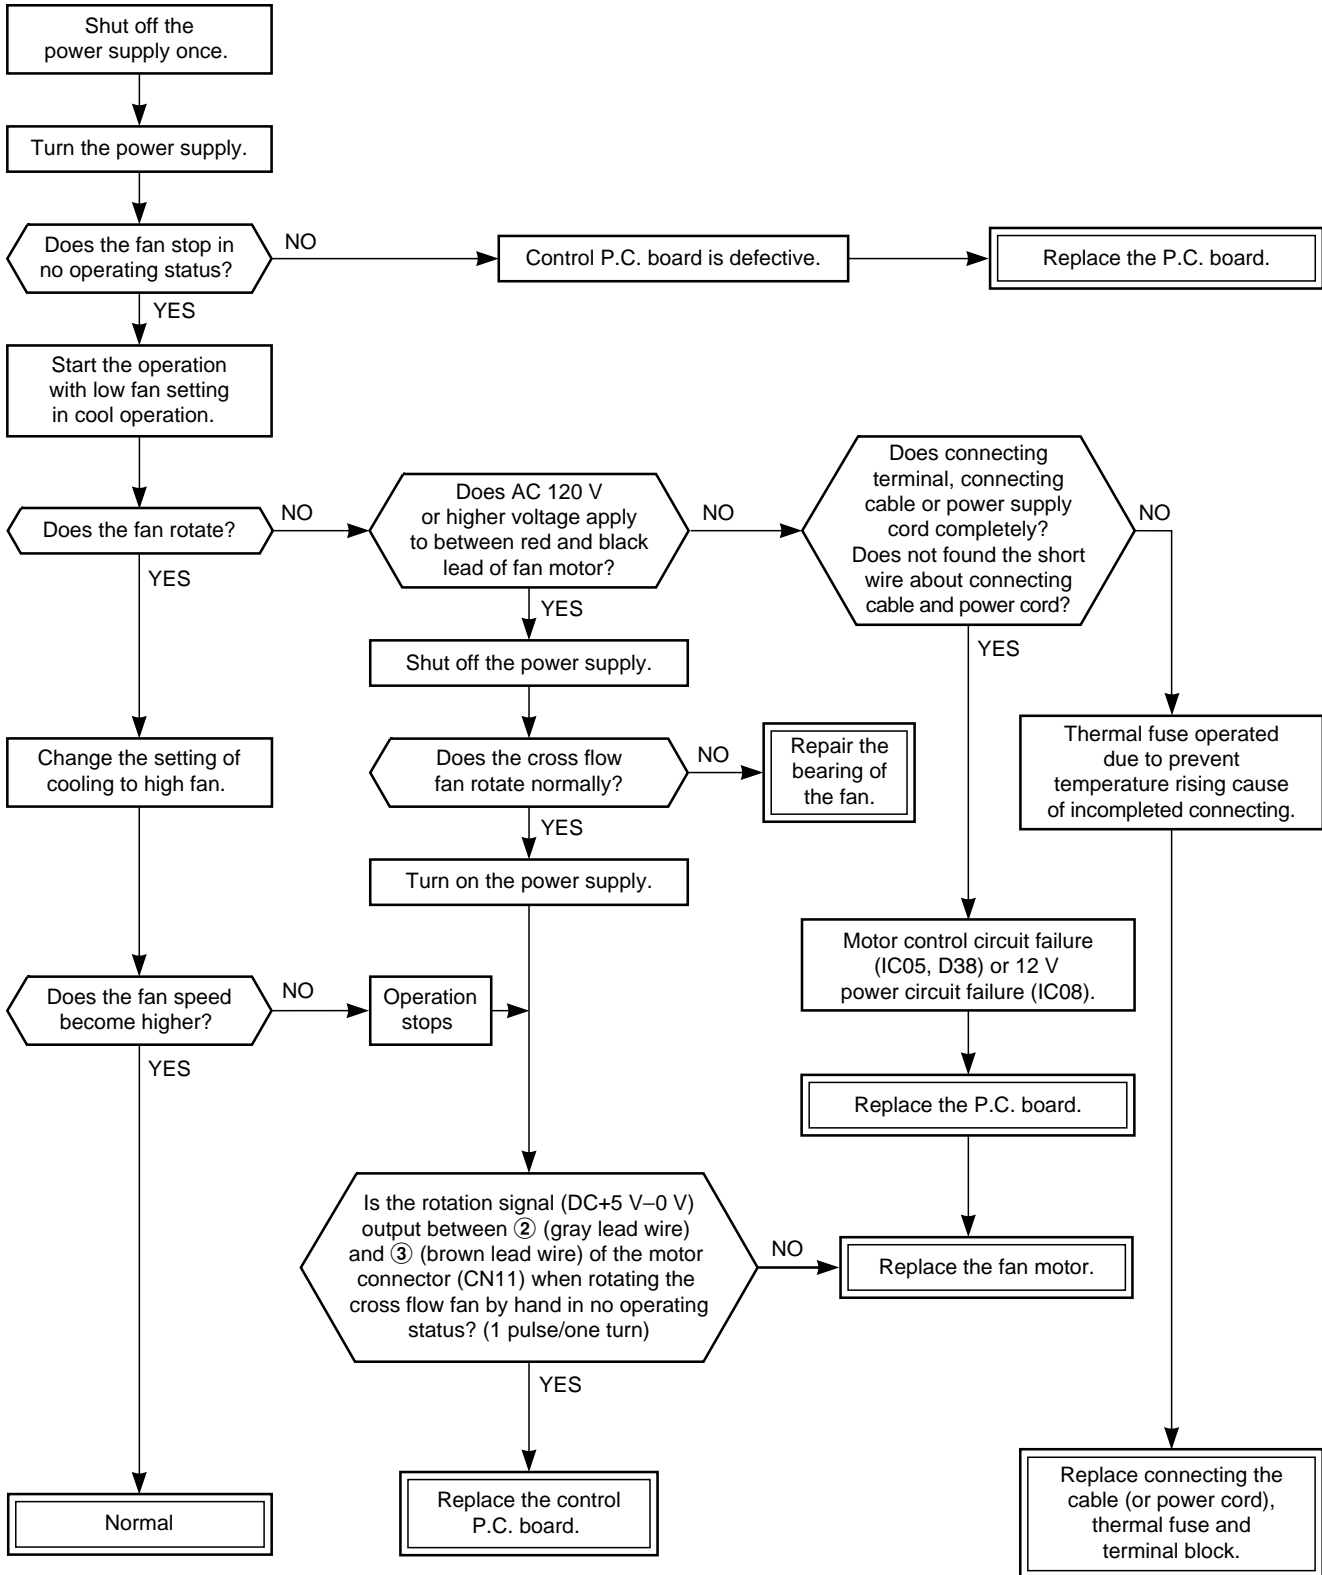 Shut off the
power supply once.
Turn the power supply.
Does the fan stop in
no operating status?
NO
Control P.C. board is defective.
Replace the P.C. board.
YES
Start the operation
with low fan setting
in cool operation.
Does the fan rotate?
NO
Does AC 120 V
or higher voltage apply
to between red and black
lead of fan motor?
NO
Does connecting
terminal, connecting
cable or power supply
cord completely?
Does not found the short
wire about connecting
cable and power cord?
NO
YES
YES
YES
Shut off the power supply.
Change the setting of
cooling to high fan.
Does the cross flow
fan rotate normally?
NO
Repair the
bearing of
the fan.
Thermal fuse operated
due to prevent
temperature rising cause
of incompleted connecting.
YES
Turn on the power supply.
Motor control circuit failure
(IC05, D38) or 12 V
power circuit failure (IC08).
Does the fan speed
become higher?
NO
Operation
stops
YES
Replace the P.C. board.
Is the rotation signal (DC+5 V–0 V)
output between ② (gray lead wire)
and ③ (brown lead wire) of the motor
connector (CN11) when rotating the
cross flow fan by hand in no operating
status? (1 pulse/one turn)
NO
Replace the fan motor.
YES
Normal
Replace the control
P.C. board.
Replace connecting the
cable (or power cord),
thermal fuse and
terminal block.